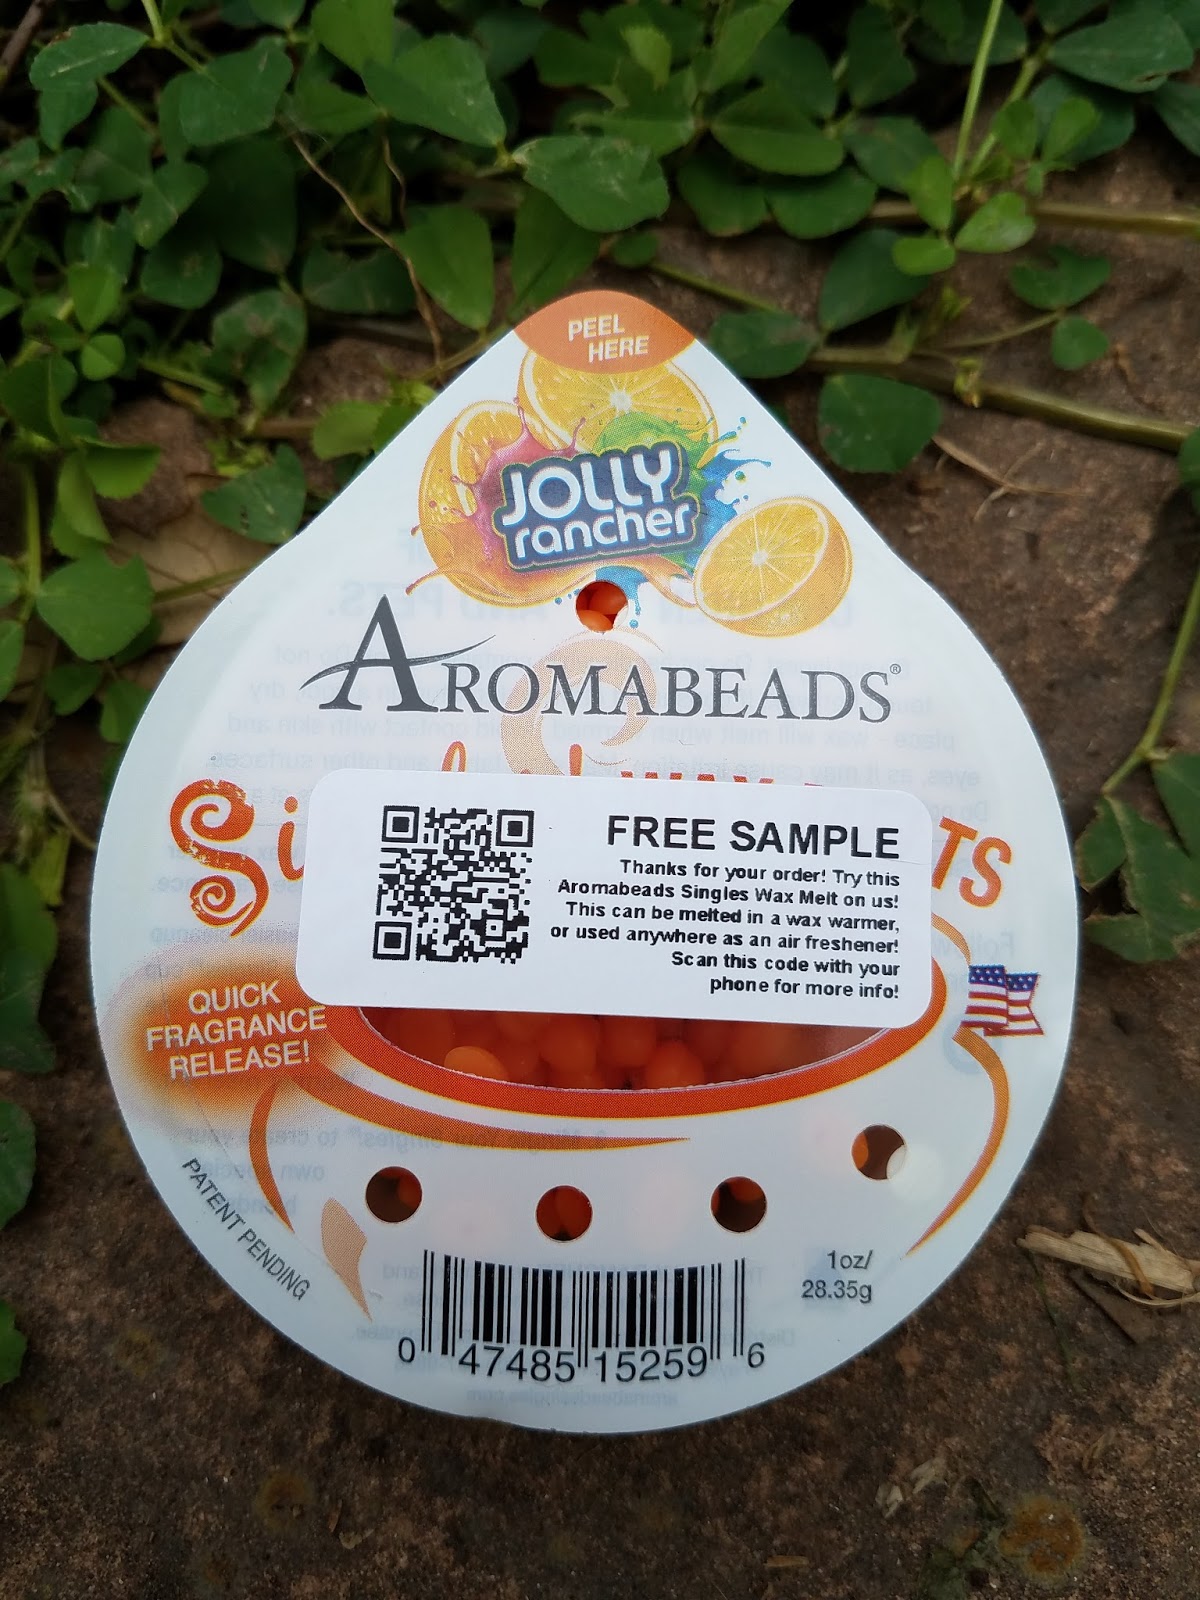 PEEL
HERE
JOLLY
rancher
AROMABEADS®
FREE SAMPLE
Thanks for your order! Try this
Aromabeads Singles Wax Melt on us!
This can be melted in a wax warmer,
or used anywhere as an air freshener!
Scan this code with your
phone for more info!
QUICK
FRAGRANCE
RELEASE!
PATENT PENDING
1oz/
28.35g
0 47485 15259 6